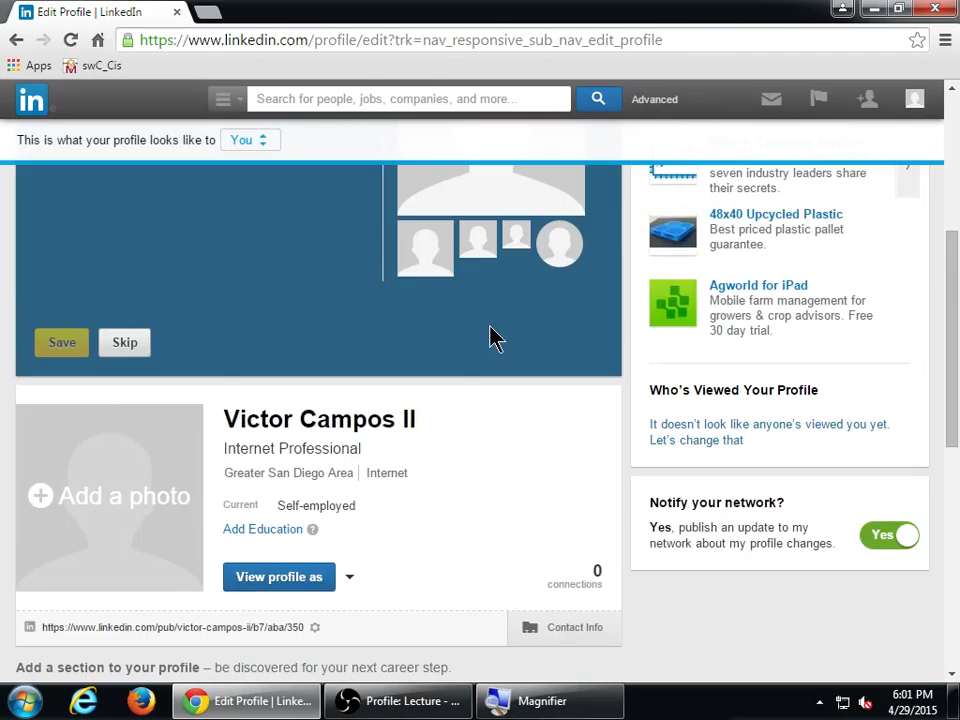 Edit Profile | LinkedIn
https://www.linkedin.com/profile/edit?trk=nav_responsive_sub_nav_edit_profile
Apps swC_Cis
in Search for people, jobs, companies, and more... Advanced
This is what your profile looks like to You
seven industry leaders share
their secrets.
48x40 Upcycled Plastic
Best priced plastic pallet
guarantee.
Agworld for iPad
Mobile farm management for
growers & crop advisors. Free
30 day trial.
Save Skip
Who's Viewed Your Profile
It doesn't look like anyone's viewed you yet.
Let's change that
Victor Campos II
Internet Professional
Greater San Diego Area Internet
Current Self-employed
Add Education ?
Add a photo
View profile as
0
connections
Notify your network?
Yes, publish an update to my
network about my profile changes.
Yes
https://www.linkedin.com/pub/victor-campos-ii/b7/aba/350
Contact Info
Add a section to your profile – be discovered for your next career step.
Edit Profile | Linke...
Profile: Lecture - ...
Magnifier
6:01 PM
4/29/2015